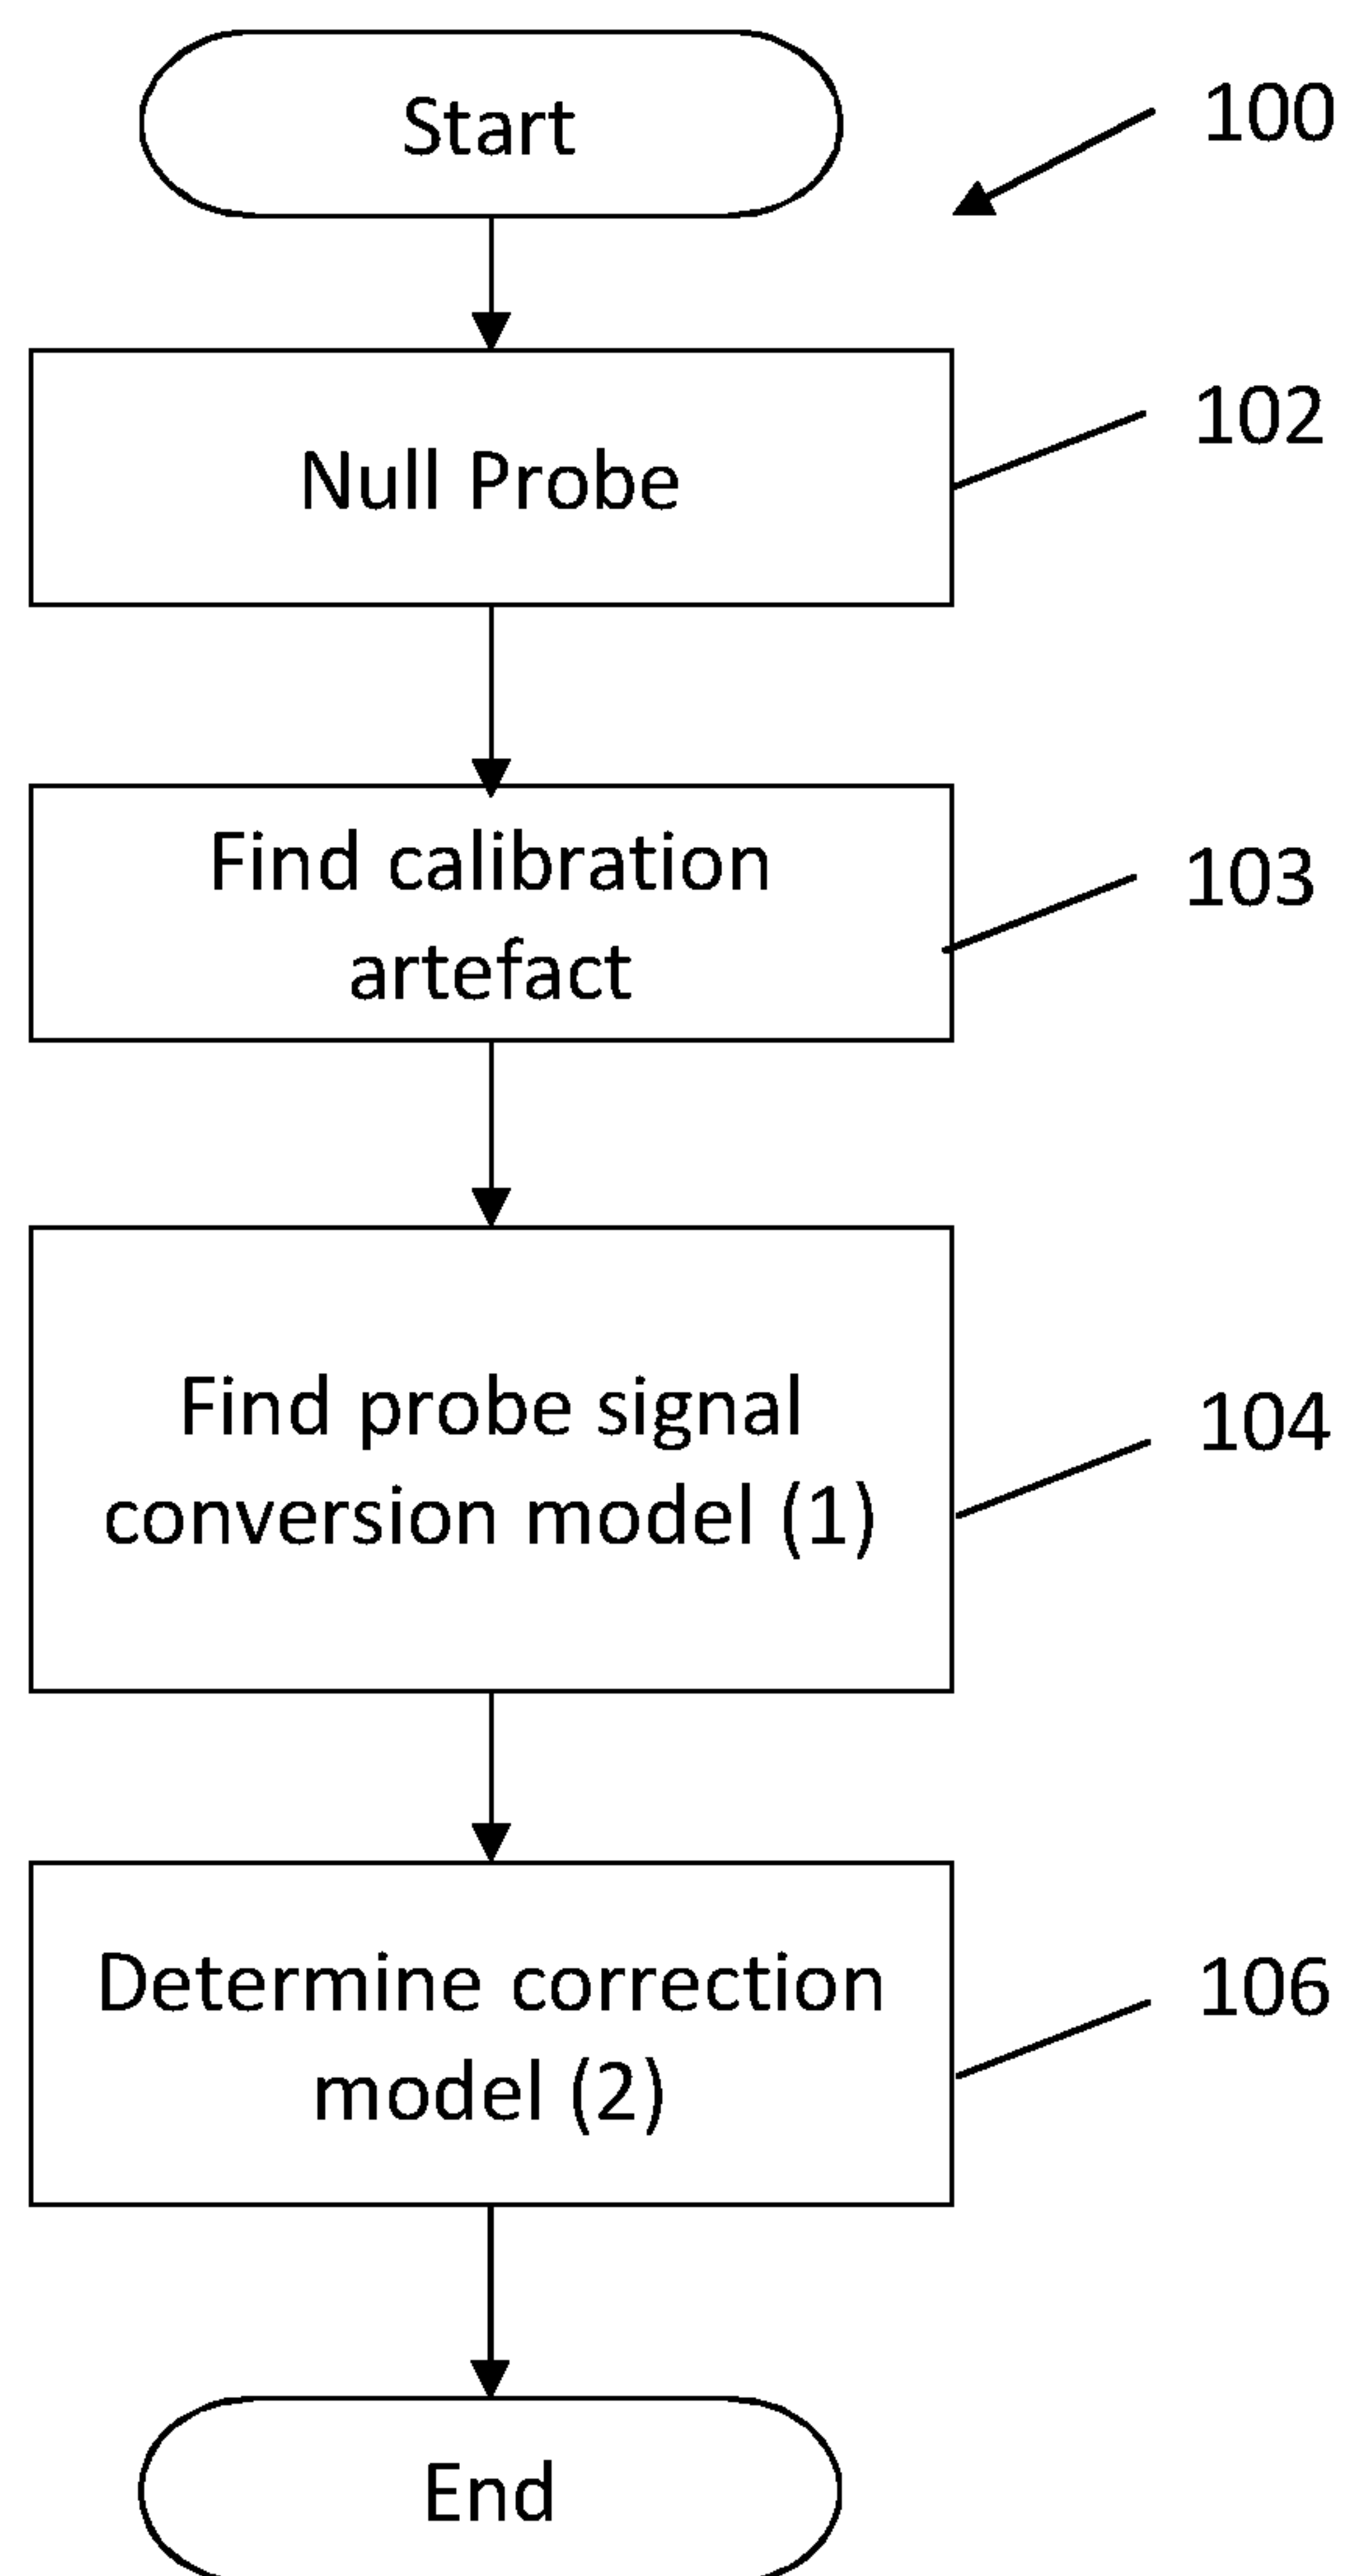 Start
100
Null Probe
102
Find calibration
artefact
103
Find probe signal
conversion model (1)
104
Determine correction
model (2)
106
End